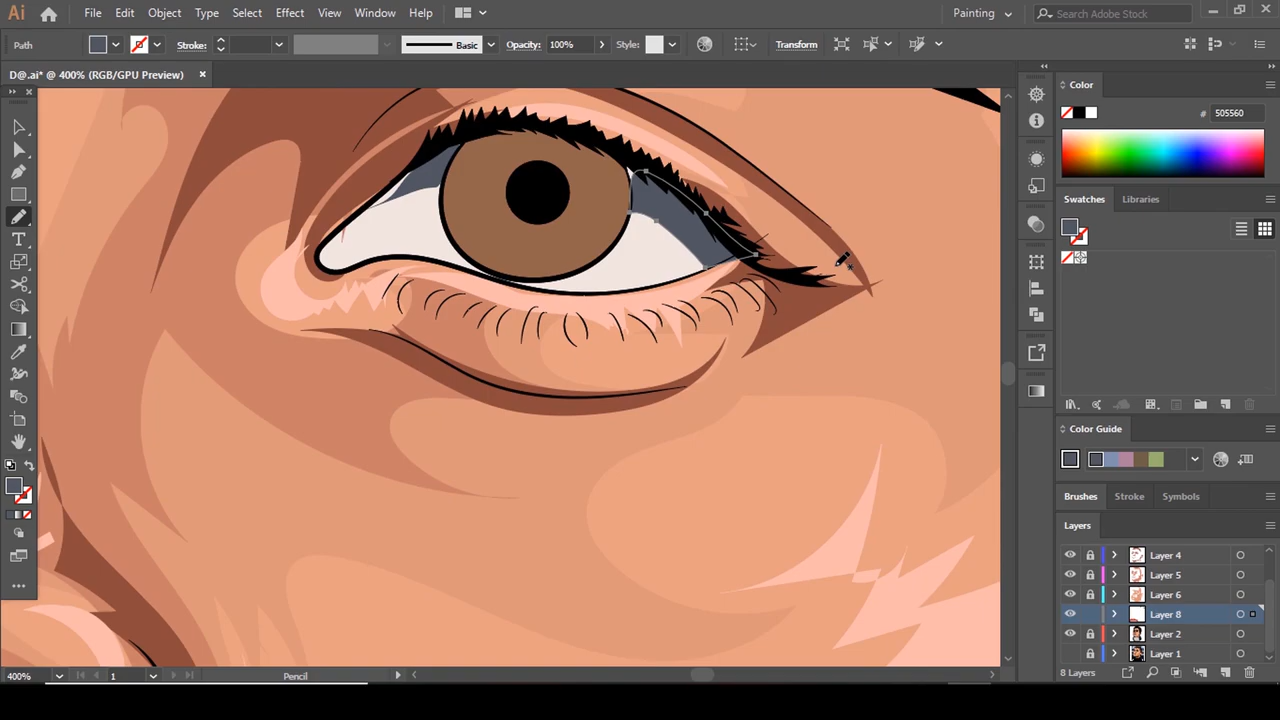 Ai File Edit Object Type Select Effect View Window Help Painting Search Adobe Stock
Path Stroke: Basic Opacity: 100% Style: Transform
D@.ai* @ 400% (RGB/GPU Preview) ×
Color
# 505560
Swatches Libraries
Color Guide
Brushes Stroke Symbols
Layers
Layer 4
Layer 5
Layer 6
Layer 8
Layer 2
Layer 1
8 Layers
400% 1 Pencil